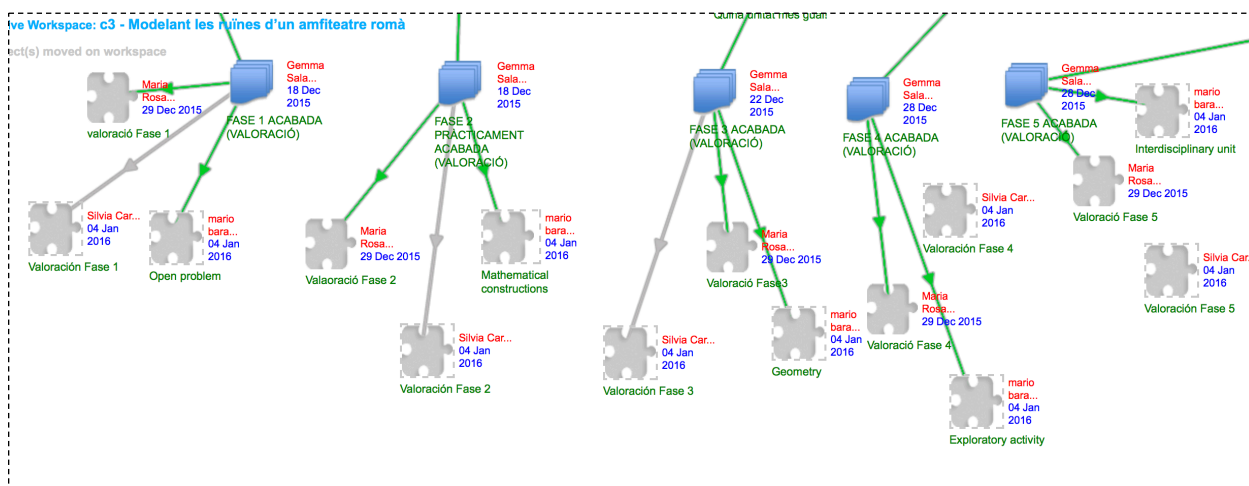 Quina unitat més guai!
ve Workspace: c3 - Modelant les ruïnes d'un amfiteatre romà
ect(s) moved on workspace
Gemma
Sala...
18 Dec
2015
FASE 1 ACABADA
(VALORACIÓ)
Maria
Rosa...
29 Dec 2015
valoració Fase 1
Silvia Car...
04 Jan
2016
Valoración Fase 1
mario
bara...
04 Jan
2016
Open problem
Gemma
Sala...
18 Dec
2015
FASE 2
PRÀCTICAMENT
ACABADA
(VALORACIÓ)
Maria
Rosa...
29 Dec 2015
Valaoració Fase 2
mario
bara...
04 Jan
2016
Mathematical
constructions
Silvia Car...
04 Jan
2016
Valoración Fase 2
Gemma
Sala...
22 Dec
2015
FASE 3 ACABADA
(VALORACIÓ)
Maria
Rosa...
29 Dec 2015
Valoració Fase3
Silvia Car...
04 Jan
2016
Valoración Fase 3
mario
bara...
04 Jan
2016
Geometry
Gemma
Sala...
28 Dec
2015
FASE 4 ACABADA
(VALORACIÓ)
Silvia Car...
04 Jan
2016
Valoración Fase 4
Maria
Rosa...
29 Dec 2015
Valoració Fase 4
mario
bara...
04 Jan
2016
Exploratory activity
Gemma
Sala...
28 Dec
2015
FASE 5 ACABADA
(VALORACIÓ)
mario
bara...
04 Jan
2016
Interdisciplinary unit
Maria
Rosa...
29 Dec 2015
Valoració Fase 5
Silvia Car...
04 Jan
2016
Valoración Fase 5